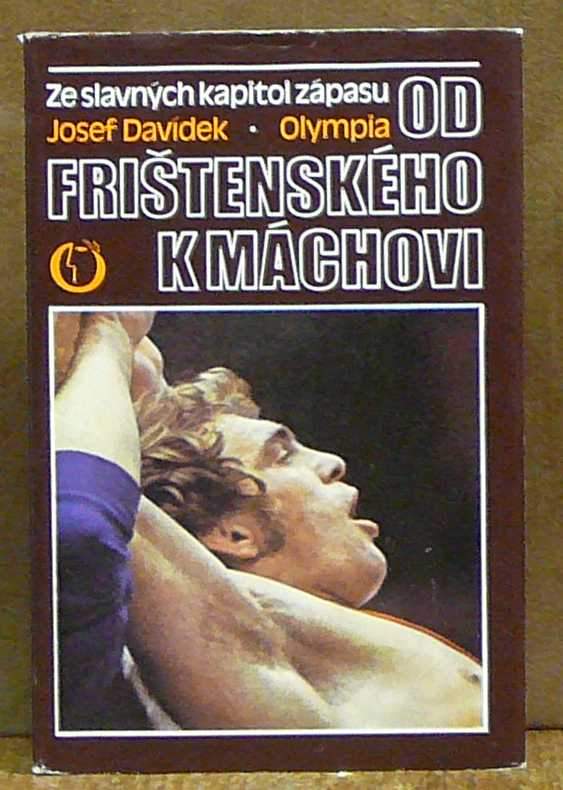 Ze slavných kapitol zápasu
Josef Davídek · Olympia
OD
FRIŠTENSKÉHO
K MÁCHOVI